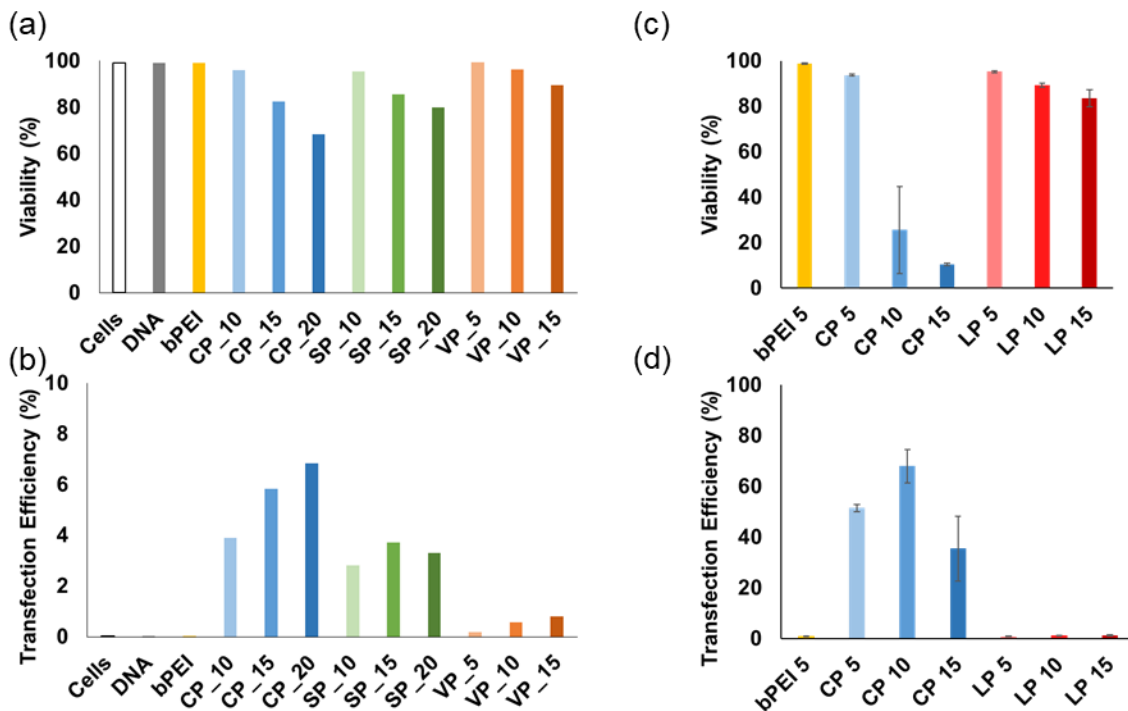 (a)
Viability (%)
100
80
60
40
20
0
Cells
DNA
bPEI
CP_10
CP_15
CP_20
SP_10
SP_15
SP_20
VP_5
VP_10
VP_15
(b)
Transfection Efficiency (%)
10
8
6
4
2
0
Cells
DNA
bPEI
CP_10
CP_15
CP_20
SP_10
SP_15
SP_20
VP_5
VP_10
VP_15
(c)
Viability (%)
100
80
60
40
20
0
bPEI 5
CP 5
CP 10
CP 15
LP 5
LP 10
LP 15
(d)
Transfection Efficiency (%)
100
80
60
40
20
0
bPEI 5
CP 5
CP 10
CP 15
LP 5
LP 10
LP 15